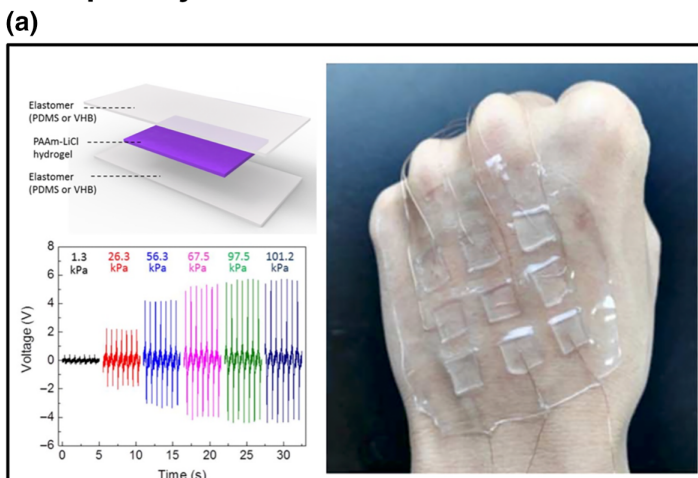 (a)
Elastomer
(PDMS or VHB)
PAAm-LiCl
hydrogel
Elastomer
(PDMS or VHB)
8
6
4
2
0
−2
−4
−6
Voltage (V)
1.3
kPa
26.3
kPa
56.3
kPa
67.5
kPa
97.5
kPa
101.2
kPa
0 5 10 15 20 25 30
Time (s)